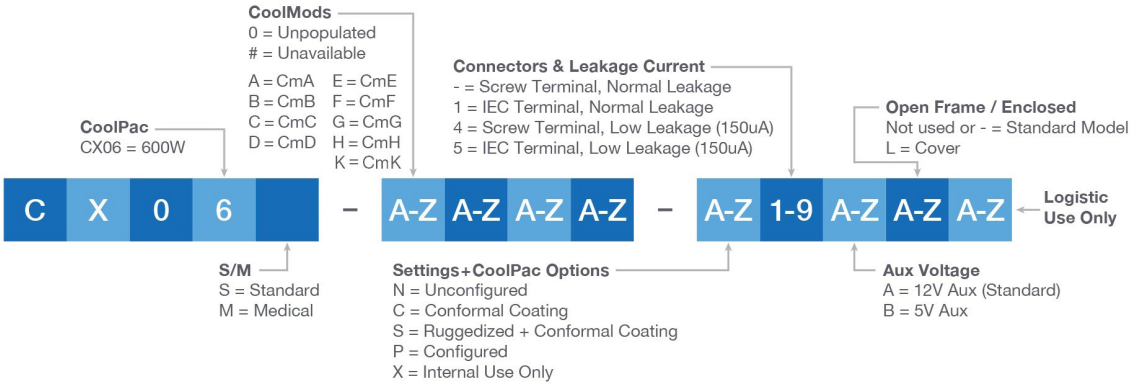 CoolMods
0 = Unpopulated
# = Unavailable
A = CmA E = CmE
B = CmB F = CmF
C = CmC G = CmG
D = CmD H = CmH
K = CmK
CoolPac
CX06 = 600W
Connectors & Leakage Current
- = Screw Terminal, Normal Leakage
1 = IEC Terminal, Normal Leakage
4 = Screw Terminal, Low Leakage (150uA)
5 = IEC Terminal, Low Leakage (150uA)
Open Frame / Enclosed
Not used or - = Standard Model
L = Cover
C X 0 6 - A-Z A-Z A-Z A-Z - A-Z 1-9 A-Z A-Z A-Z
Logistic
Use Only
S/M
S = Standard
M = Medical
Settings+CoolPac Options
N = Unconfigured
C = Conformal Coating
S = Ruggedized + Conformal Coating
P = Configured
X = Internal Use Only
Aux Voltage
A = 12V Aux (Standard)
B = 5V Aux